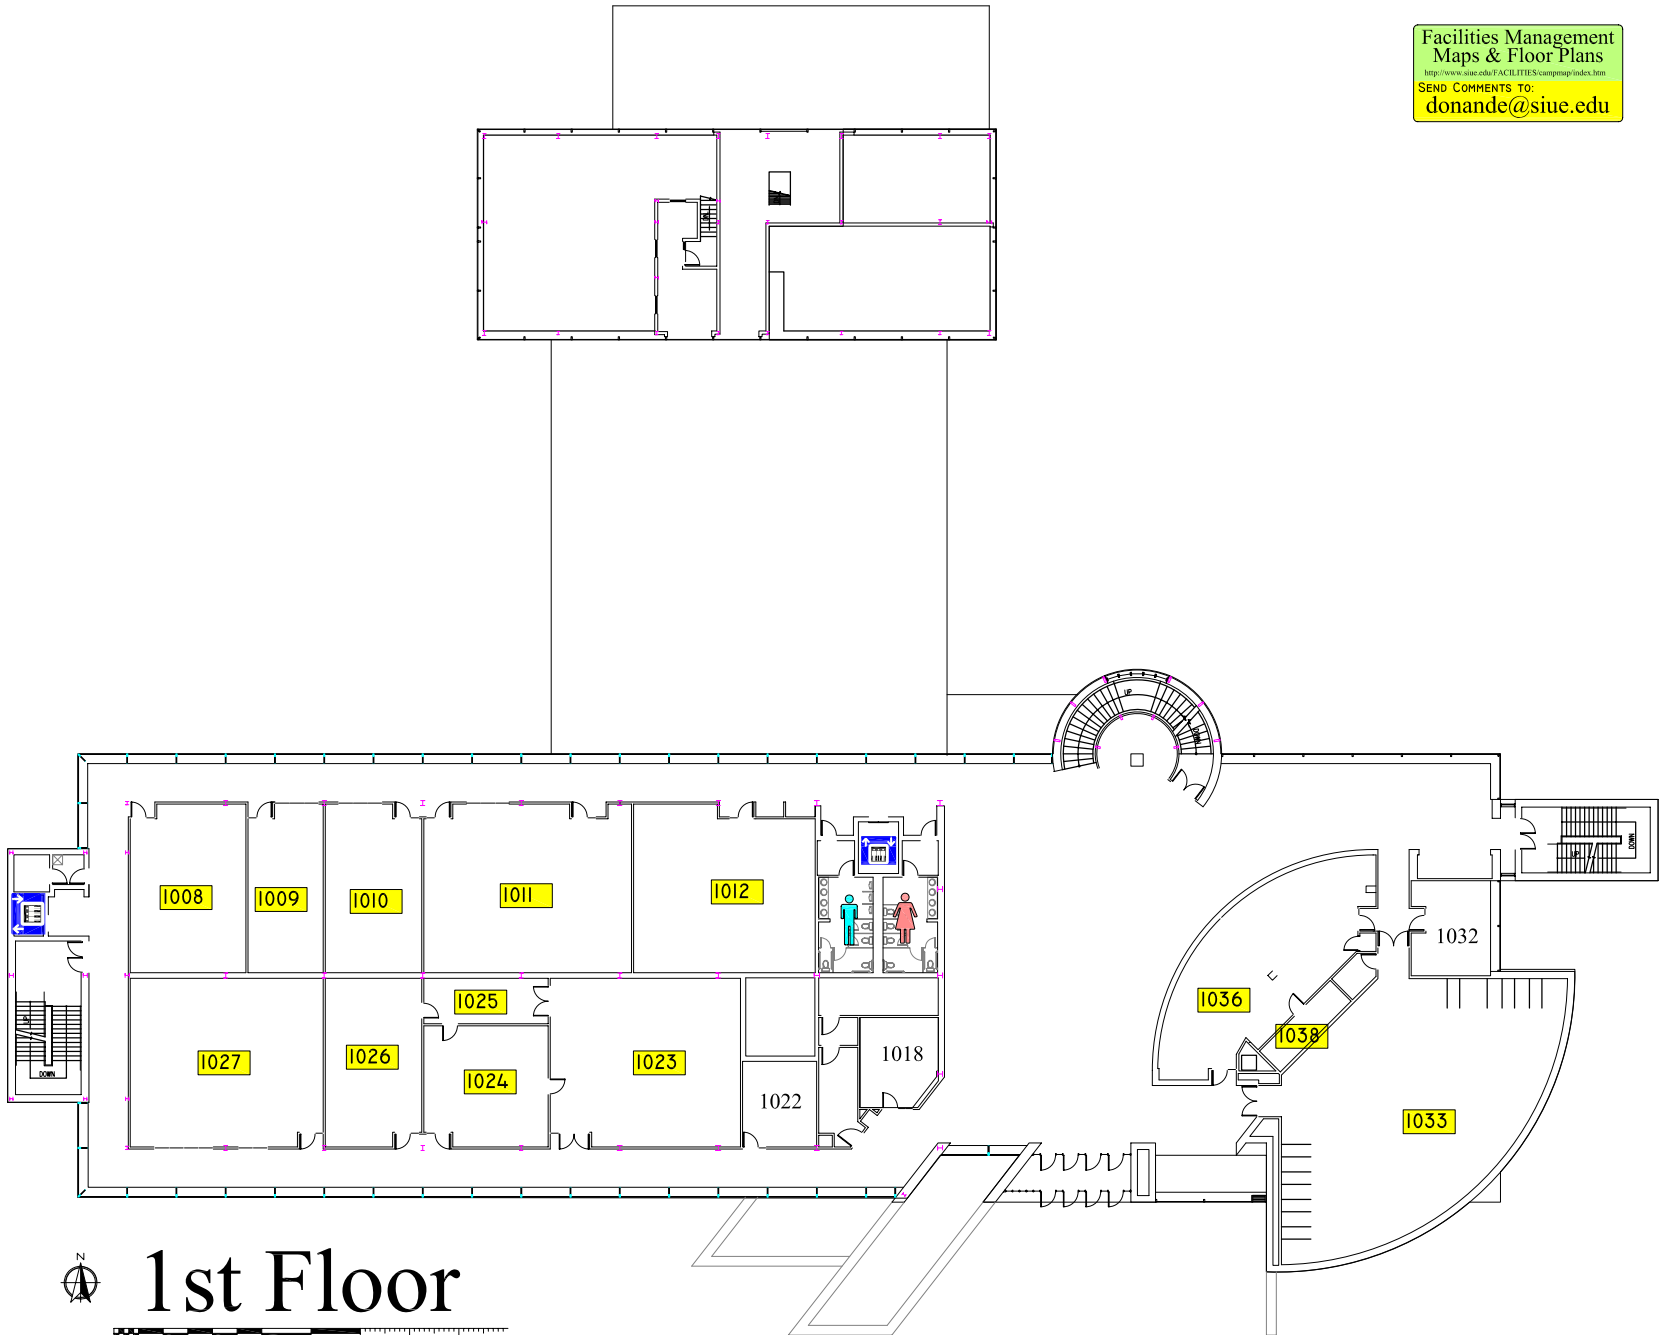 Facilities Management
Maps & Floor Plans
http://www.siue.edu/FACILITIES/campmap/index.htm
SEND COMMENTS TO:
donande@siue.edu
DN
UP
DOWN
1008
1009
1010
1011
1012
UP
DOWN
1032
1036
1038
1025
1027
1026
1024
1023
1018
1022
1033
UP
DOWN
N
1st Floor